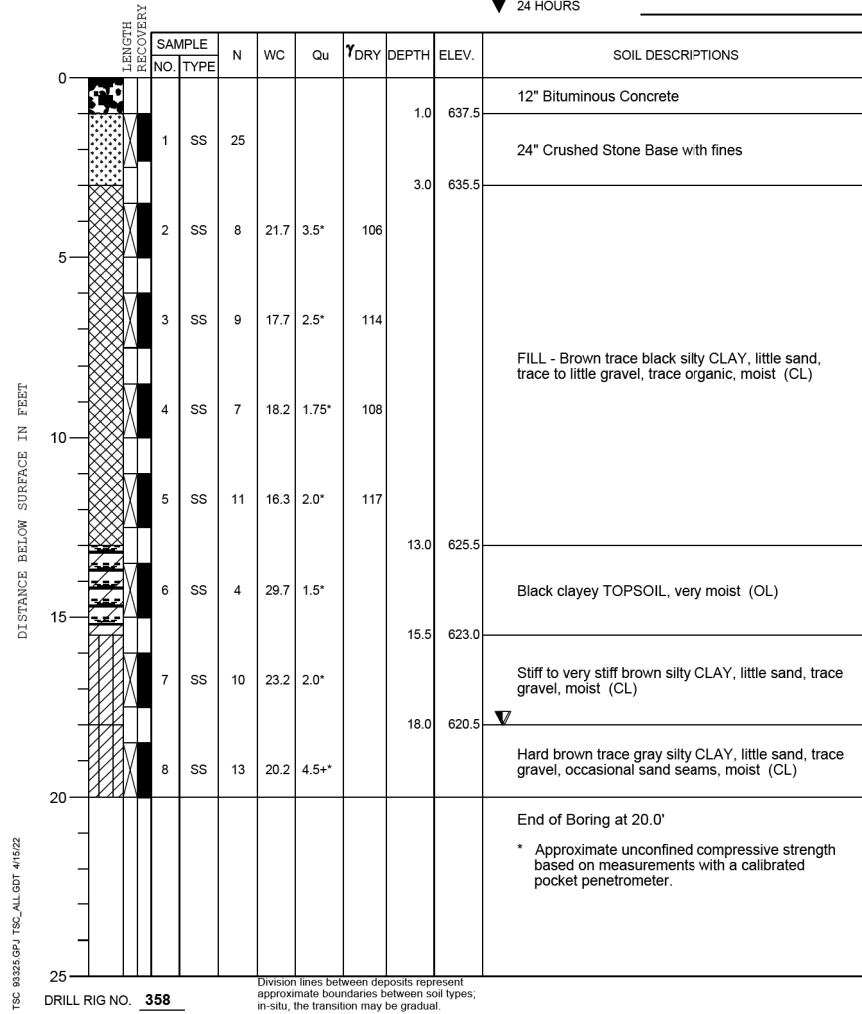 ▼ 24 HOURS
LENGTH
RECOVERY
SAMPLE
NO. TYPE
N WC Qu γDRY DEPTH ELEV. SOIL DESCRIPTIONS
0
12" Bituminous Concrete
1.0 637.5
1 SS 25
24" Crushed Stone Base with fines
3.0 635.5
2 SS 8 21.7 3.5* 106
5
3 SS 9 17.7 2.5* 114
FILL - Brown trace black silty CLAY, little sand,
trace to little gravel, trace organic, moist (CL)
4 SS 7 18.2 1.75* 108
10
5 SS 11 16.3 2.0* 117
13.0 625.5
6 SS 4 29.7 1.5*
Black clayey TOPSOIL, very moist (OL)
15
15.5 623.0
7 SS 10 23.2 2.0*
Stiff to very stiff brown silty CLAY, little sand, trace
gravel, moist (CL)
18.0 620.5
8 SS 13 20.2 4.5+*
Hard brown trace gray silty CLAY, little sand, trace
gravel, occasional sand seams, moist (CL)
20
End of Boring at 20.0'
* Approximate unconfined compressive strength
based on measurements with a calibrated
pocket penetrometer.
25
DISTANCE BELOW SURFACE IN FEET
TSC 93325.GPJ TSC_ALL.GDT 4/15/22
DRILL RIG NO. 358
Division lines between deposits represent
approximate boundaries between soil types;
in-situ, the transition may be gradual.